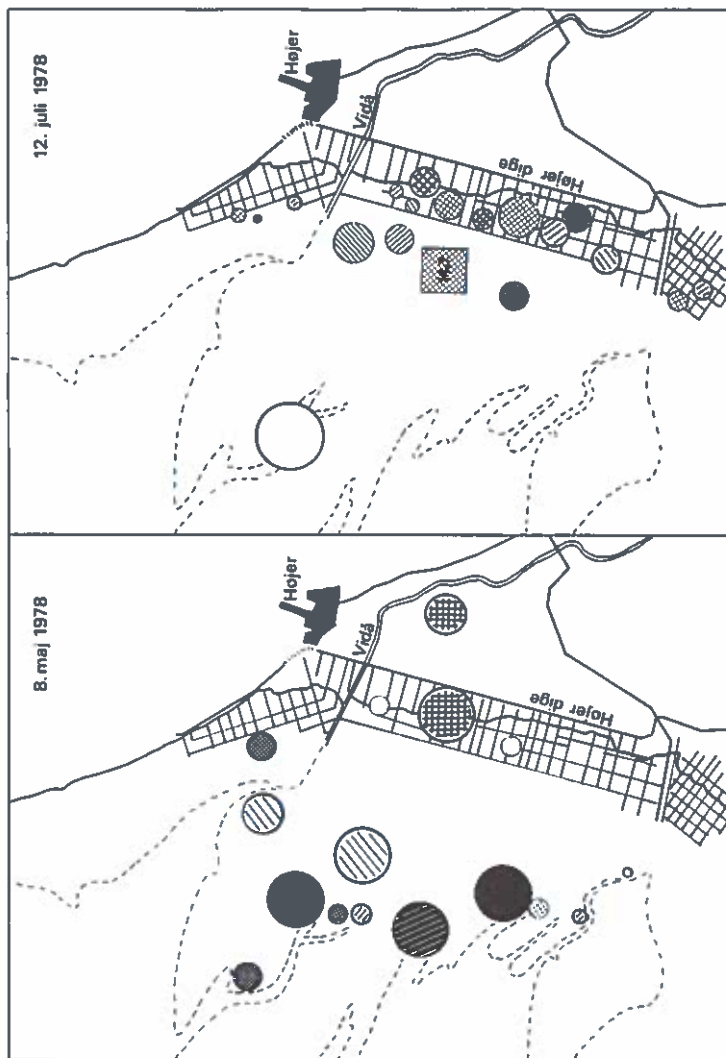 12. juli 1978
Højer
Vidå
Højer dige
8. maj 1978
Højer
Vidå
Højer dige